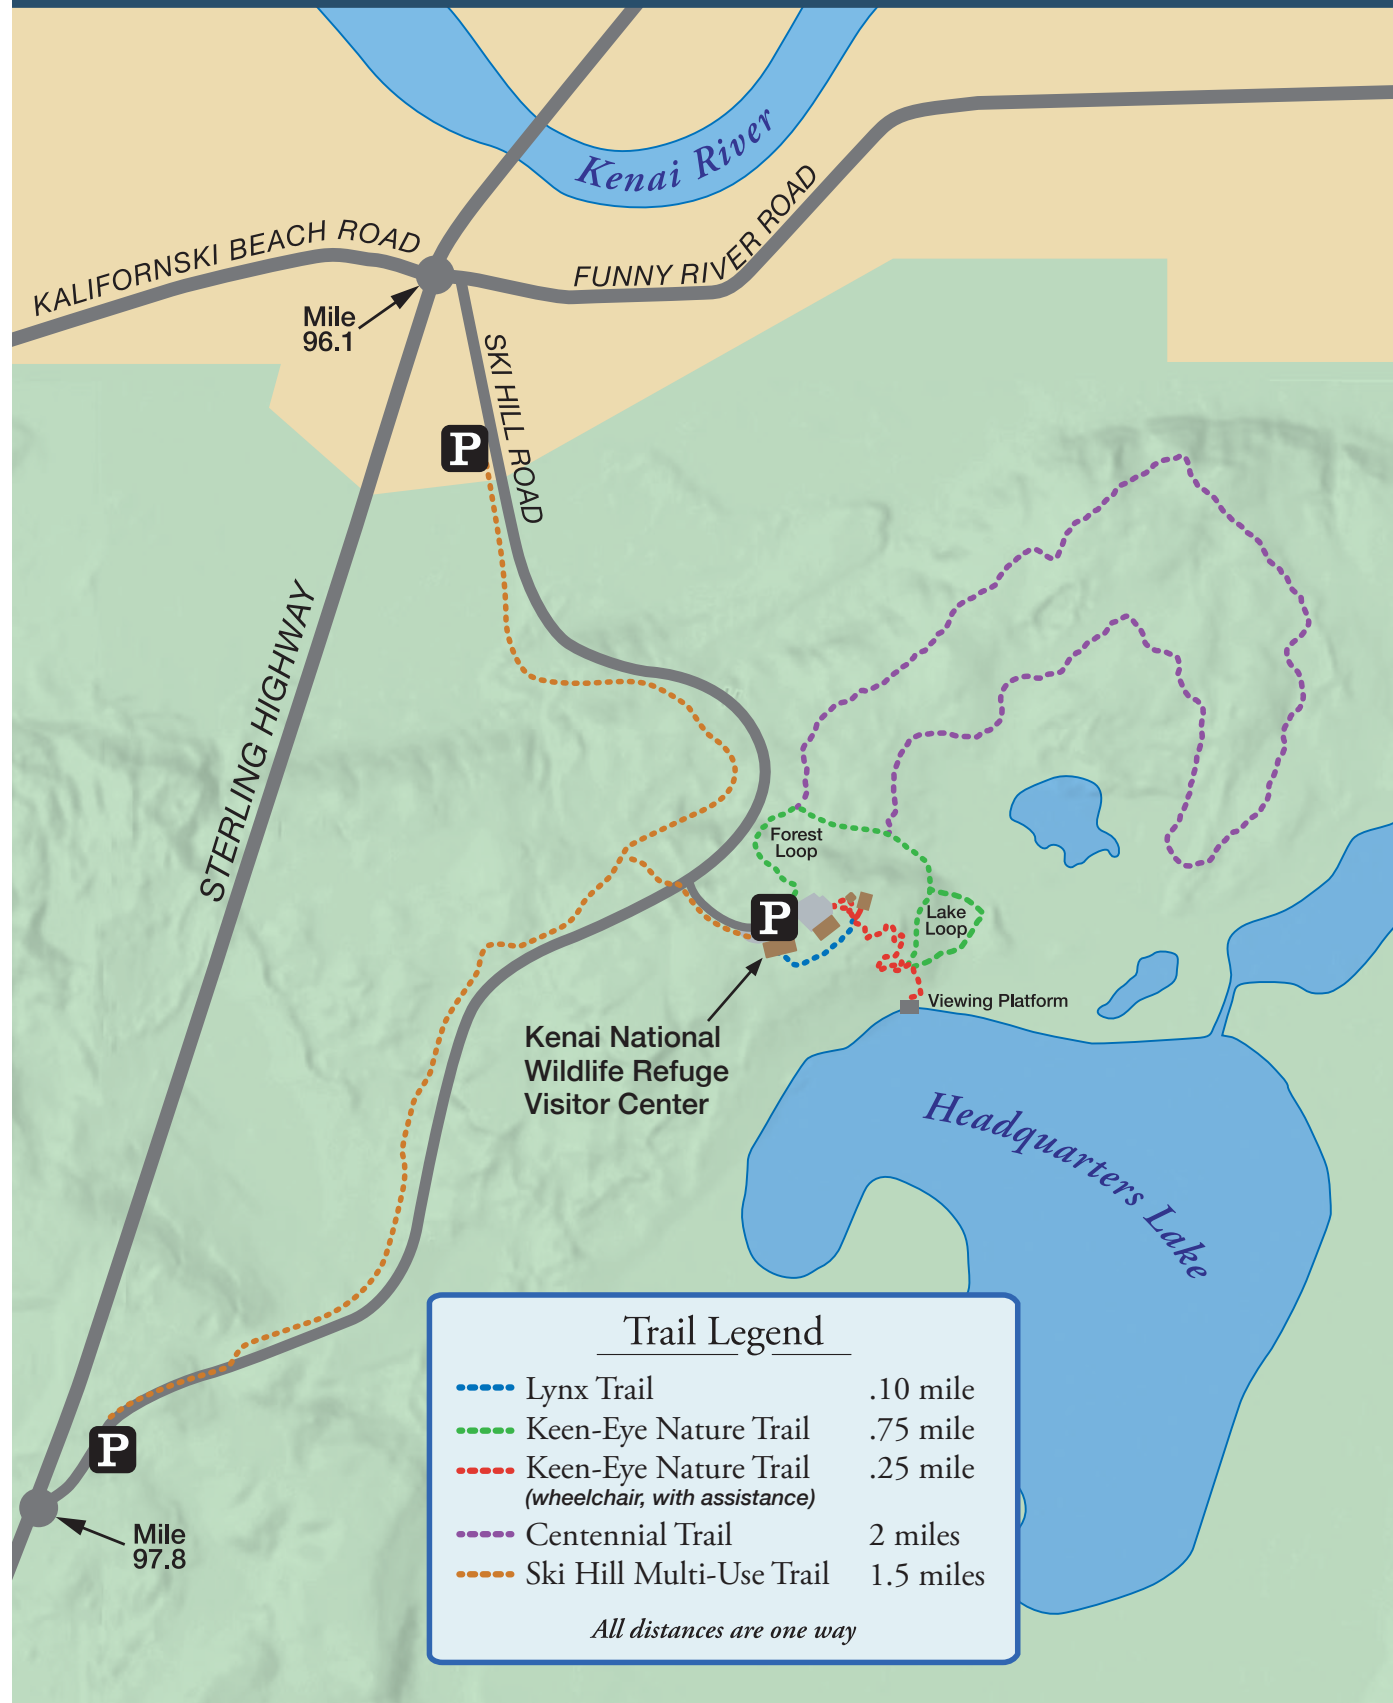 Kenai River
KALIFORNSKI BEACH ROAD
FUNNY RIVER ROAD
Mile
96.1
SKI HILL ROAD
P
STERLING HIGHWAY
Forest
Loop
P
Lake
Loop
Viewing Platform
Kenai National
Wildlife Refuge
Visitor Center
Headquarters Lake
Trail Legend
Lynx Trail .10 mile
Keen-Eye Nature Trail .75 mile
Keen-Eye Nature Trail .25 mile
(wheelchair, with assistance)
Centennial Trail 2 miles
Ski Hill Multi-Use Trail 1.5 miles
All distances are one way
P
Mile
97.8